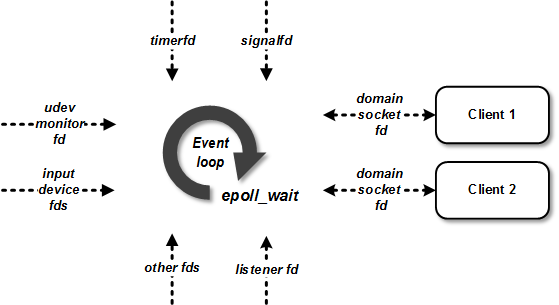 timerfd
signalfd
udev
monitor
fd
domain
socket
fd
Client 1
Event
loop
input
device
fds
epoll_wait
domain
socket
fd
Client 2
other fds
listener fd